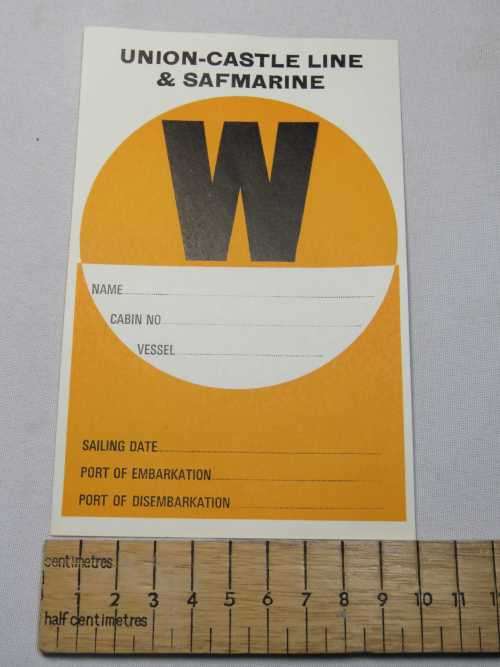 UNION-CASTLE LINE
& SAFMARINE
W
NAME
CABIN NO
VESSEL
SAILING DATE
PORT OF EMBARKATION
PORT OF DISEMBARKATION
centimetres
1 2 3 4 5 6 7 8 9 10 11 1
half centimetres